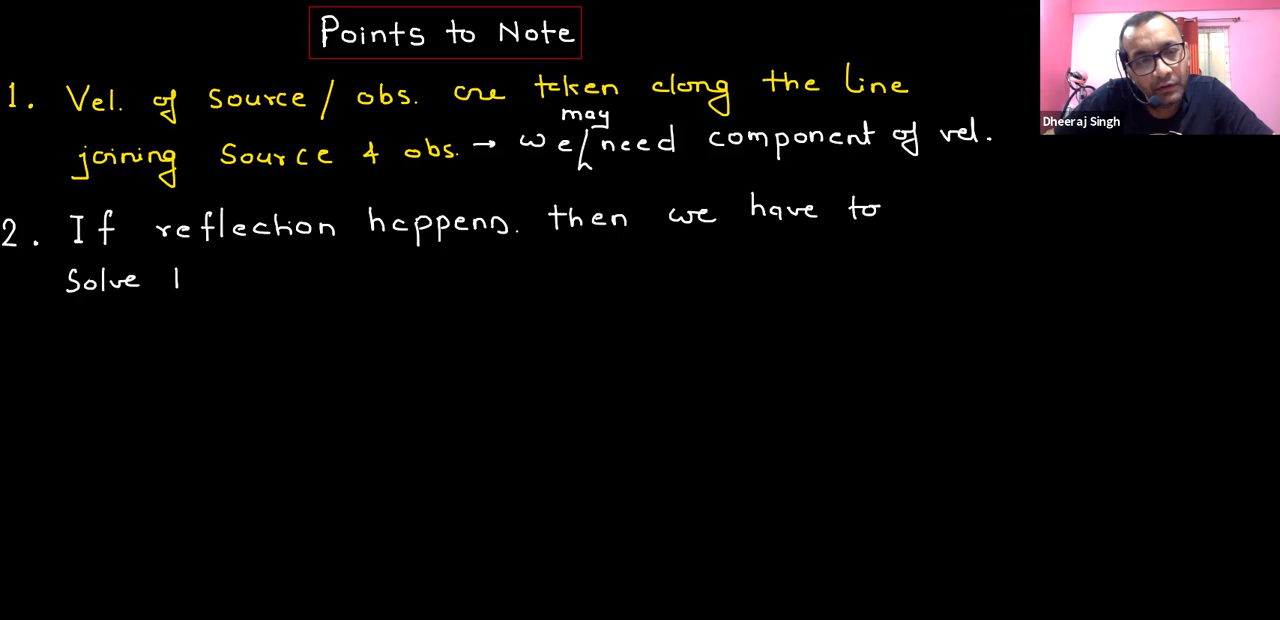 Points to Note
1. Vel. of source / obs. are taken along the line
joining source & obs. → we may need component of vel.
2. If reflection happens. then we have to
Solve
Dheeraj Singh